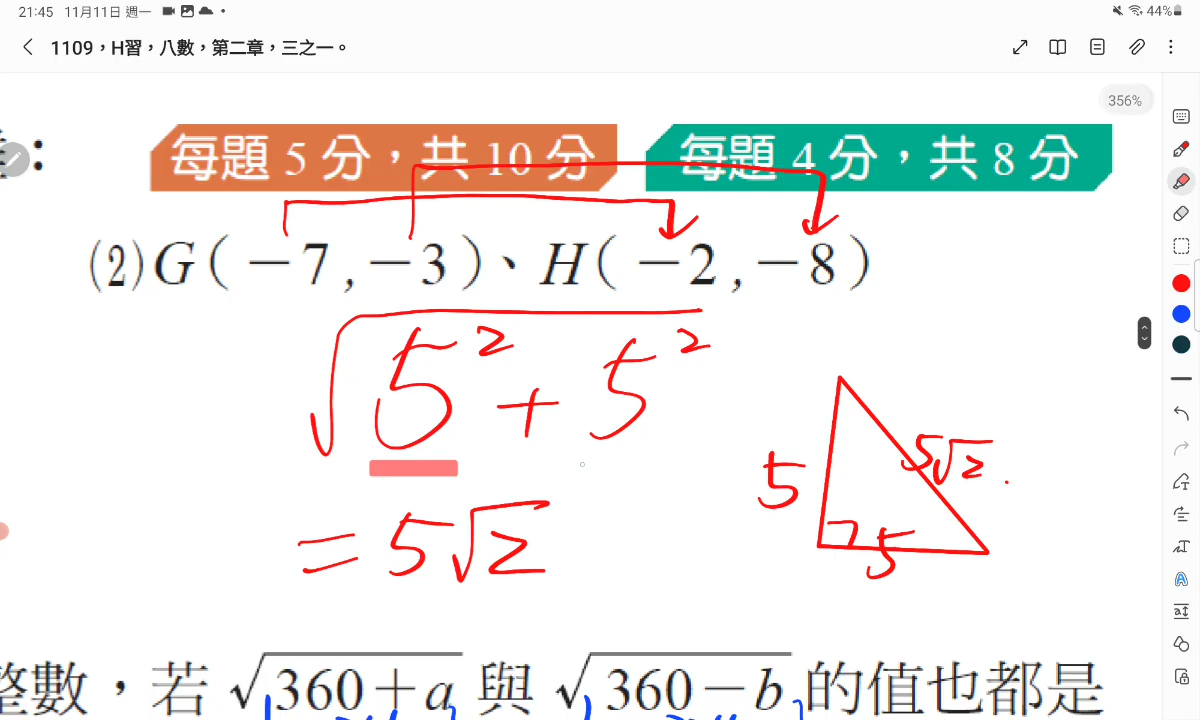 21:45 11月11日 週一 44%
1109，H習，八數，第二章，三之一。
356%
：
每題 5 分，共 10 分 每題 4 分，共 8 分
(2) G ( －7 , －3 )、H ( －2 , －8 )
√(5² + 5²)
5 5√2 .
5
= 5√2
整數，若 √(360＋a) 與 √(360－b) 的值也都是